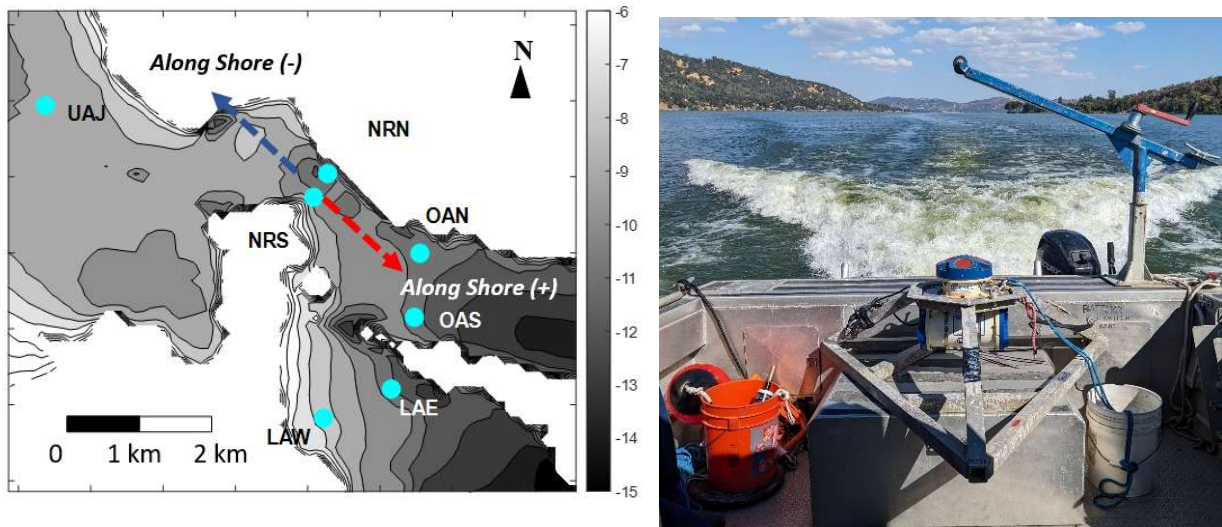 Along Shore (-)
N
UAJ
NRN
NRS
OAN
Along Shore (+)
OAS
LAE
LAW
0
1 km
2 km
-6
-7
-8
-9
-10
-11
-12
-13
-14
-15